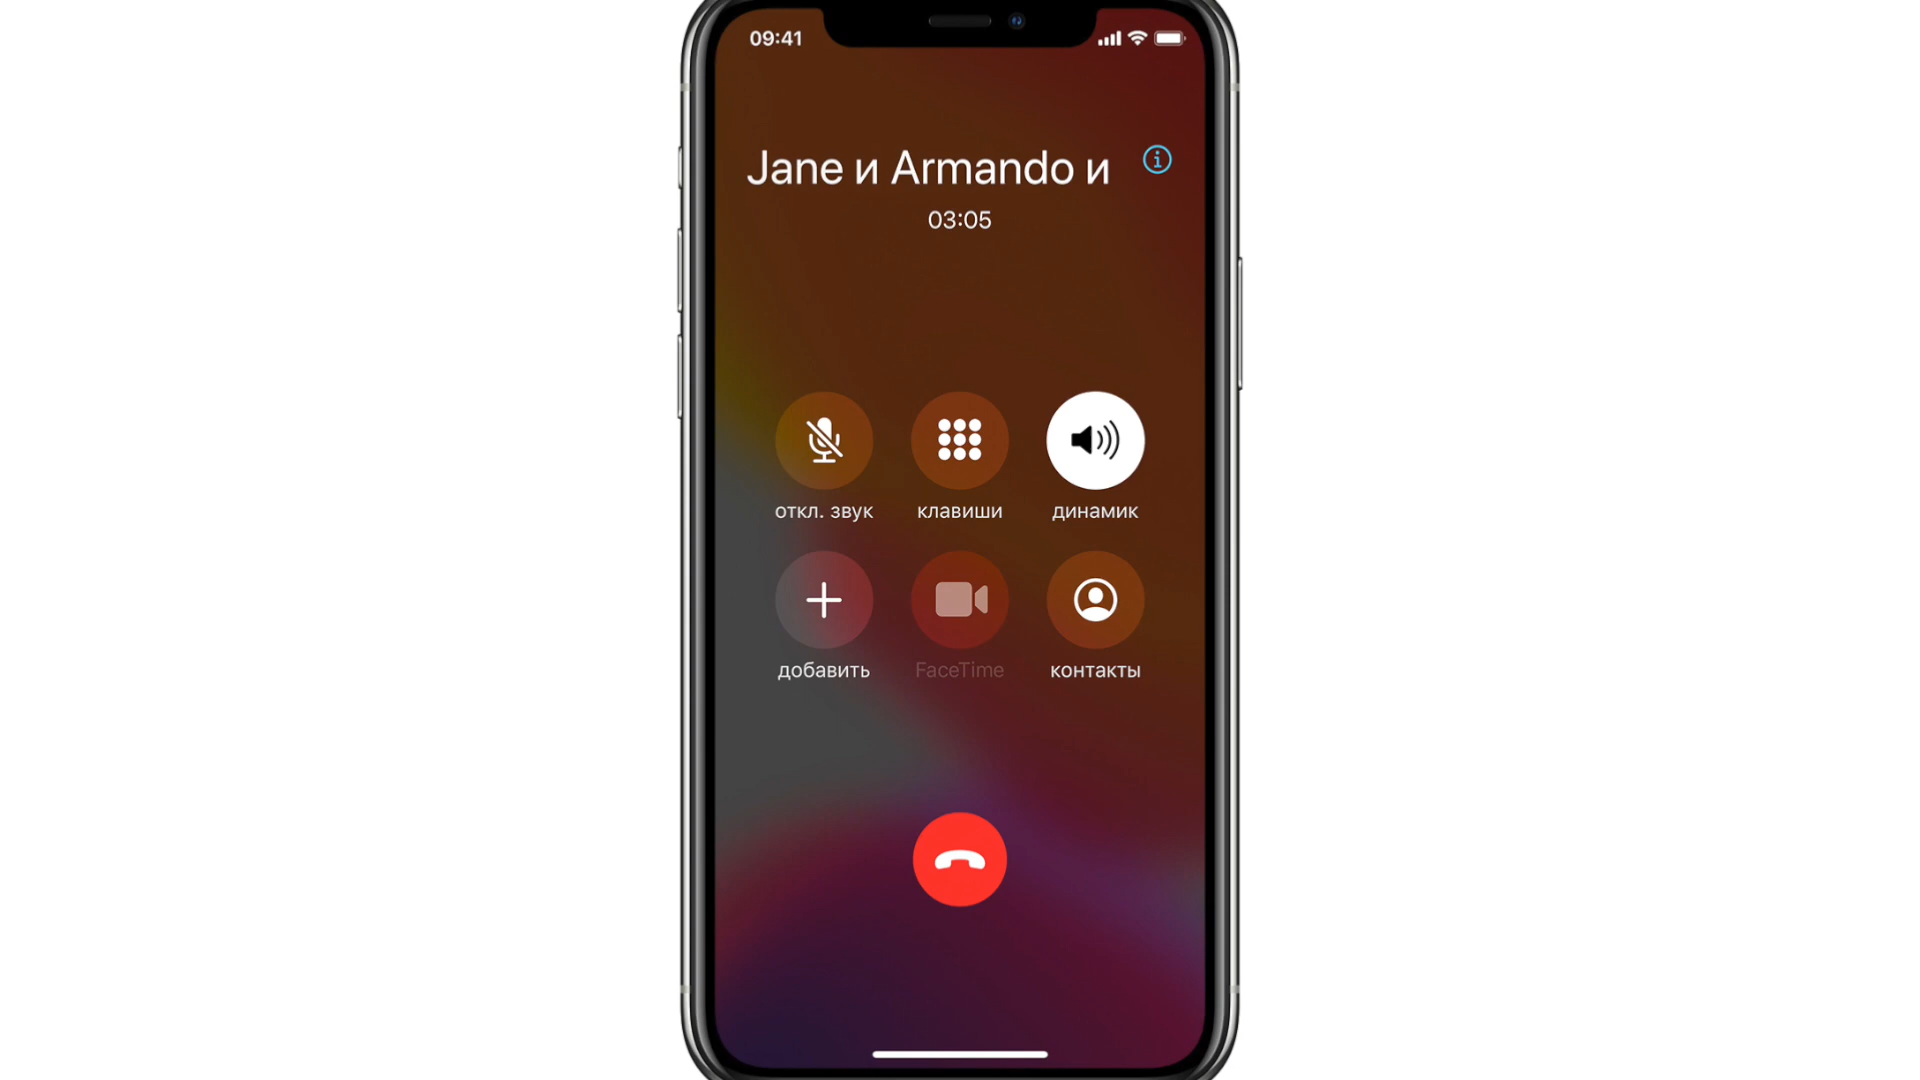 09:41
Jane и Armando и
03:05
откл. звук
клавиши
динамик
добавить
FaceTime
контакты